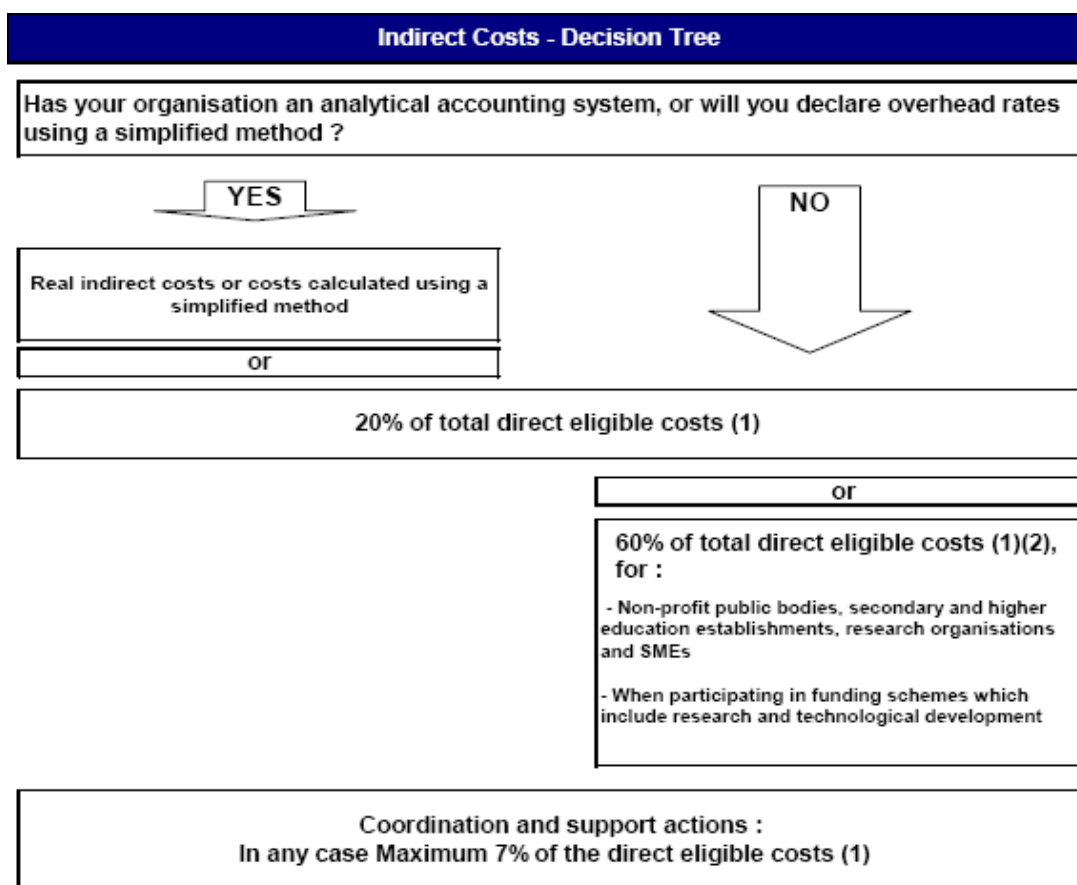 Indirect Costs - Decision Tree
Has your organisation an analytical accounting system, or will you declare overhead rates
using a simplified method ?
YES
NO
Real indirect costs or costs calculated using a
simplified method
or
20% of total direct eligible costs (1)
or
60% of total direct eligible costs (1)(2),
for :
- Non-profit public bodies, secondary and higher
education establishments, research organisations
and SMEs
- When participating in funding schemes which
include research and technological development
Coordination and support actions :
In any case Maximum 7% of the direct eligible costs (1)